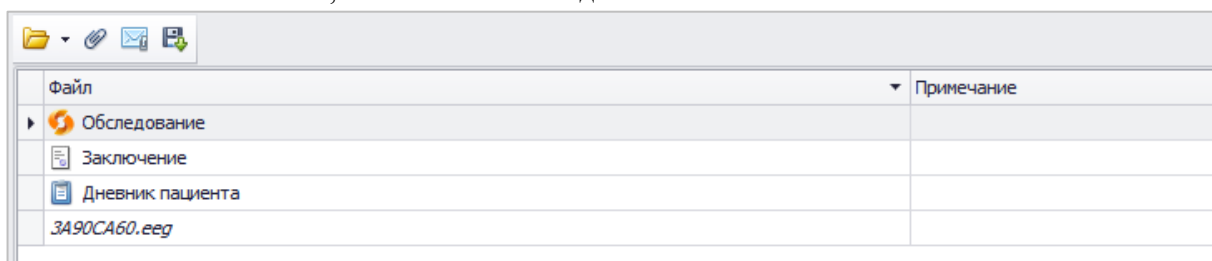 Файл Примечание
Обследование
Заключение
Дневник пациента
3A90CA60.eeg